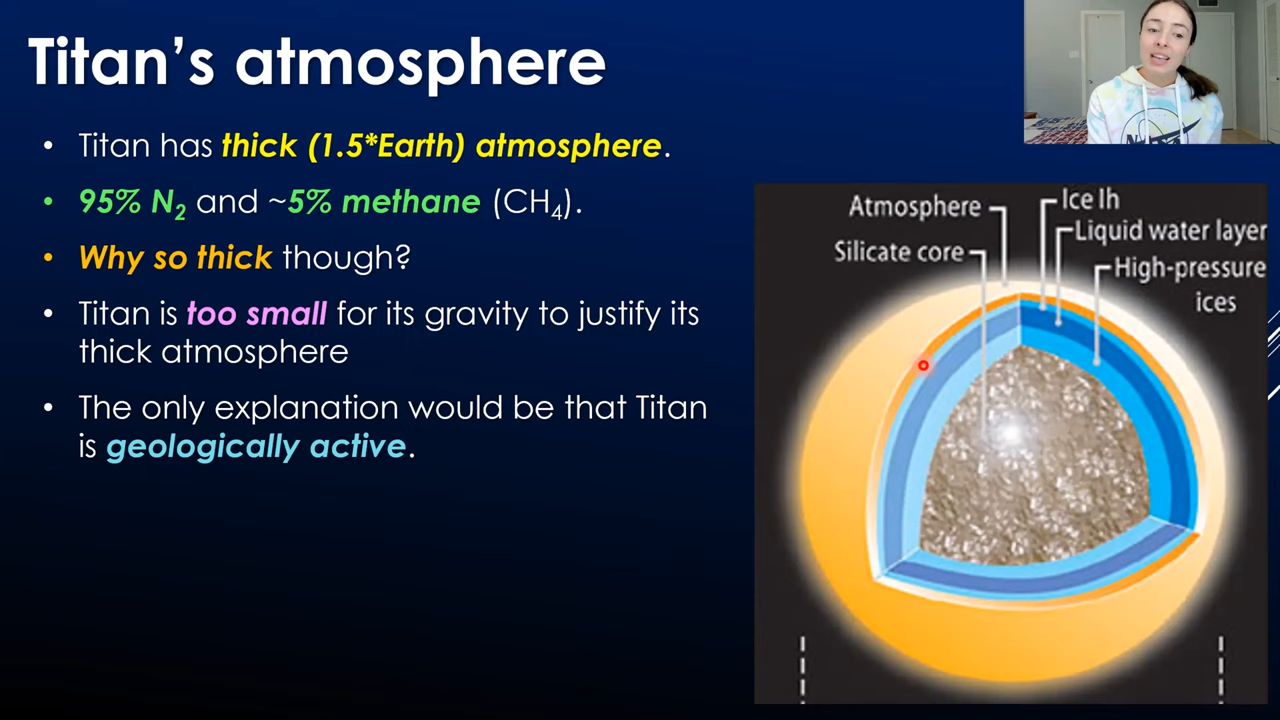 Titan's atmosphere
• Titan has thick (1.5*Earth) atmosphere.
• 95% N₂ and ~5% methane (CH₄).
• Why so thick though?
• Titan is too small for its gravity to justify its
thick atmosphere
• The only explanation would be that Titan
is geologically active.
Atmosphere
Ice Ih
Silicate core
Liquid water layer
High-pressure
ices